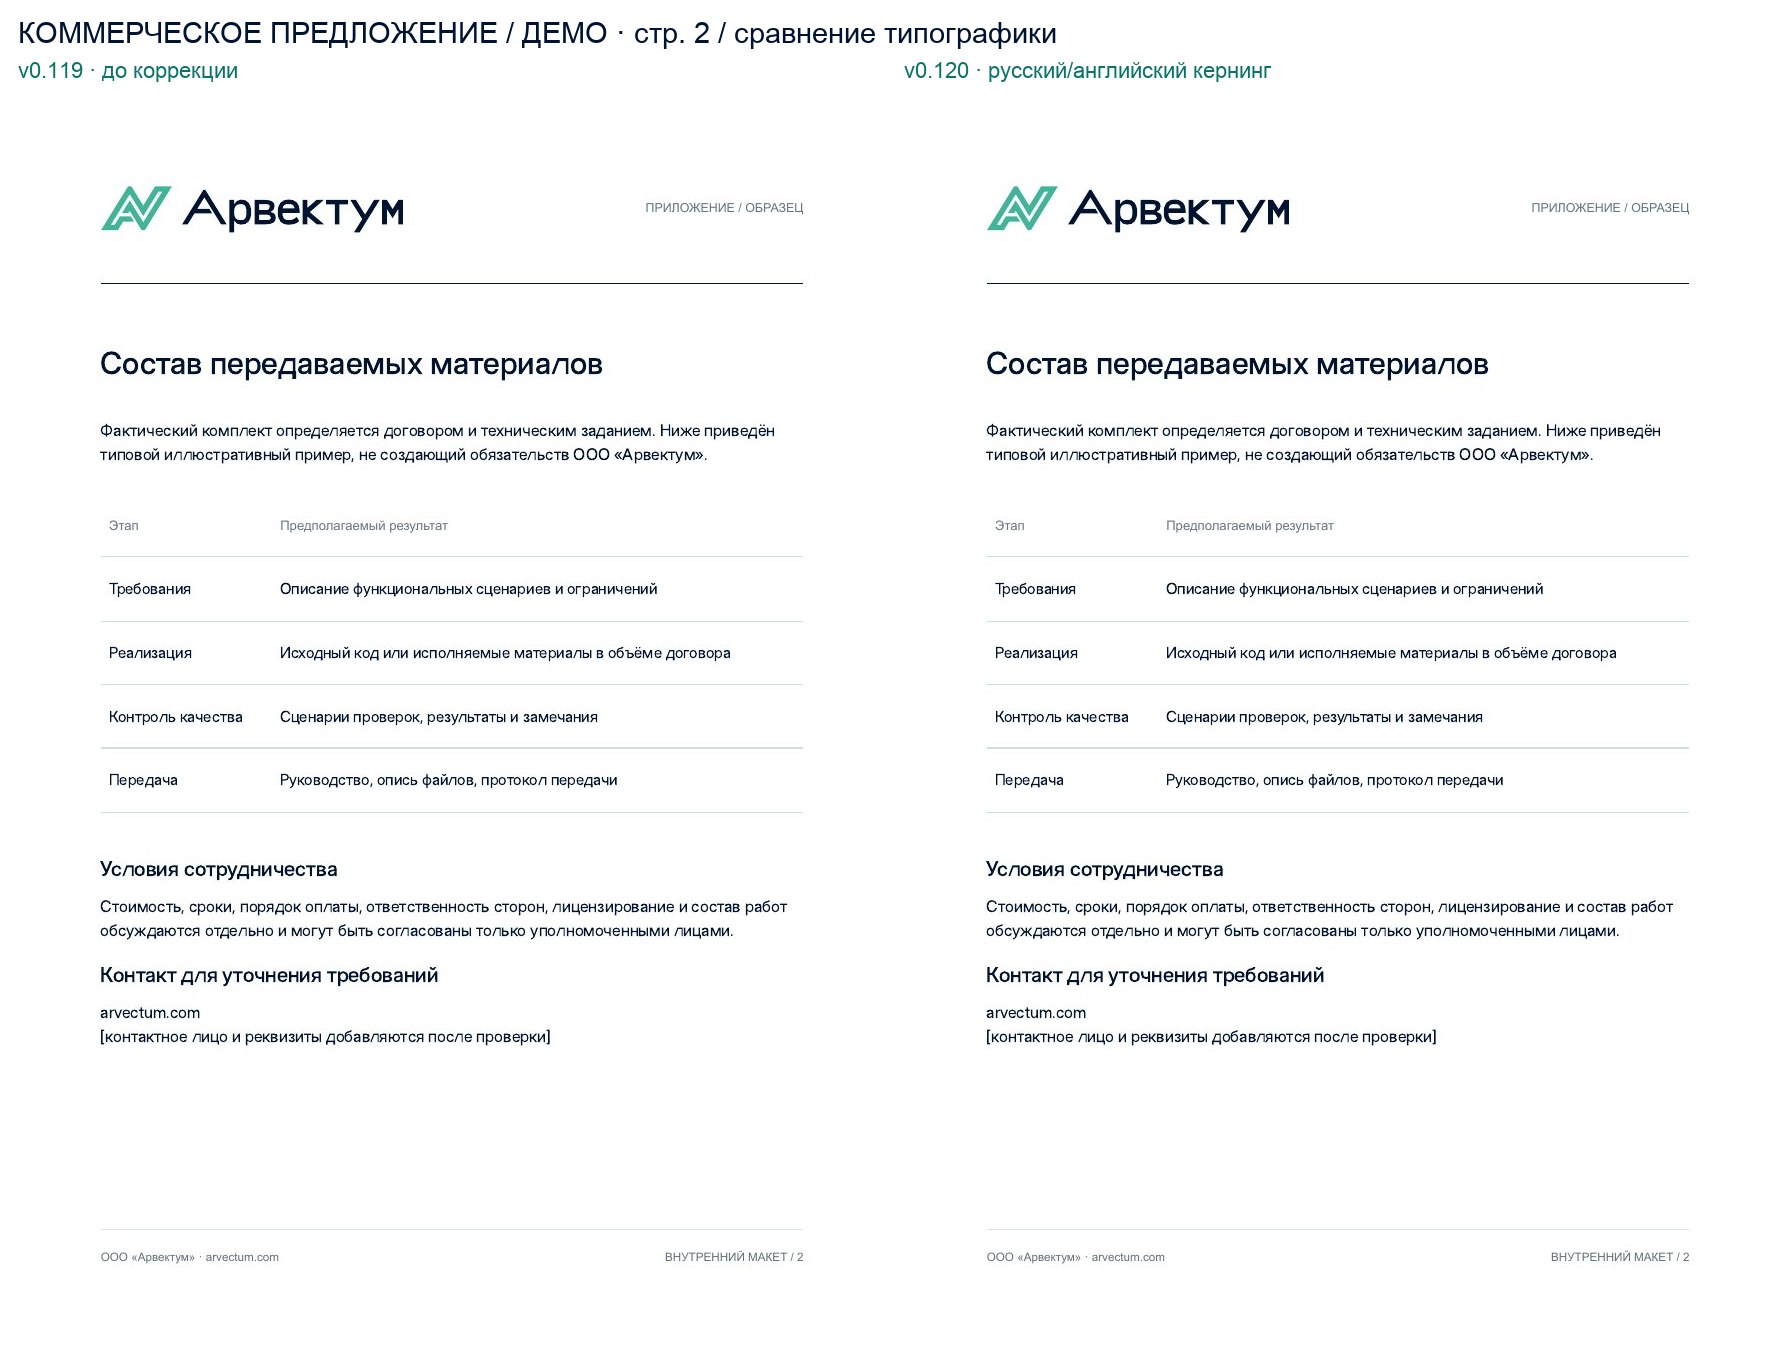 КОММЕРЧЕСКОЕ ПРЕДЛОЖЕНИЕ / ДЕМО · стр. 2 / сравнение типографики
v0.119 · до коррекции
Арвектум
ПРИЛОЖЕНИЕ / ОБРАЗЕЦ
Состав передаваемых материалов
Фактический комплект определяется договором и техническим заданием. Ниже приведён
типовой иллюстративный пример, не создающий обязательств ООО «Арвектум».
Этап Предполагаемый результат
Требования Описание функциональных сценариев и ограничений
Реализация Исходный код или исполняемые материалы в объёме договора
Контроль качества Сценарии проверок, результаты и замечания
Передача Руководство, опись файлов, протокол передачи
Условия сотрудничества
Стоимость, сроки, порядок оплаты, ответственность сторон, лицензирование и состав работ
обсуждаются отдельно и могут быть согласованы только уполномоченными лицами.
Контакт для уточнения требований
arvectum.com
[контактное лицо и реквизиты добавляются после проверки]
ООО «Арвектум» · arvectum.com
ВНУТРЕННИЙ МАКЕТ / 2
v0.120 · русский/английский кернинг
Арвектум
ПРИЛОЖЕНИЕ / ОБРАЗЕЦ
Состав передаваемых материалов
Фактический комплект определяется договором и техническим заданием. Ниже приведён
типовой иллюстративный пример, не создающий обязательств ООО «Арвектум».
Этап Предполагаемый результат
Требования Описание функциональных сценариев и ограничений
Реализация Исходный код или исполняемые материалы в объёме договора
Контроль качества Сценарии проверок, результаты и замечания
Передача Руководство, опись файлов, протокол передачи
Условия сотрудничества
Стоимость, сроки, порядок оплаты, ответственность сторон, лицензирование и состав работ
обсуждаются отдельно и могут быть согласованы только уполномоченными лицами.
Контакт для уточнения требований
arvectum.com
[контактное лицо и реквизиты добавляются после проверки]
ООО «Арвектум» · arvectum.com
ВНУТРЕННИЙ МАКЕТ / 2